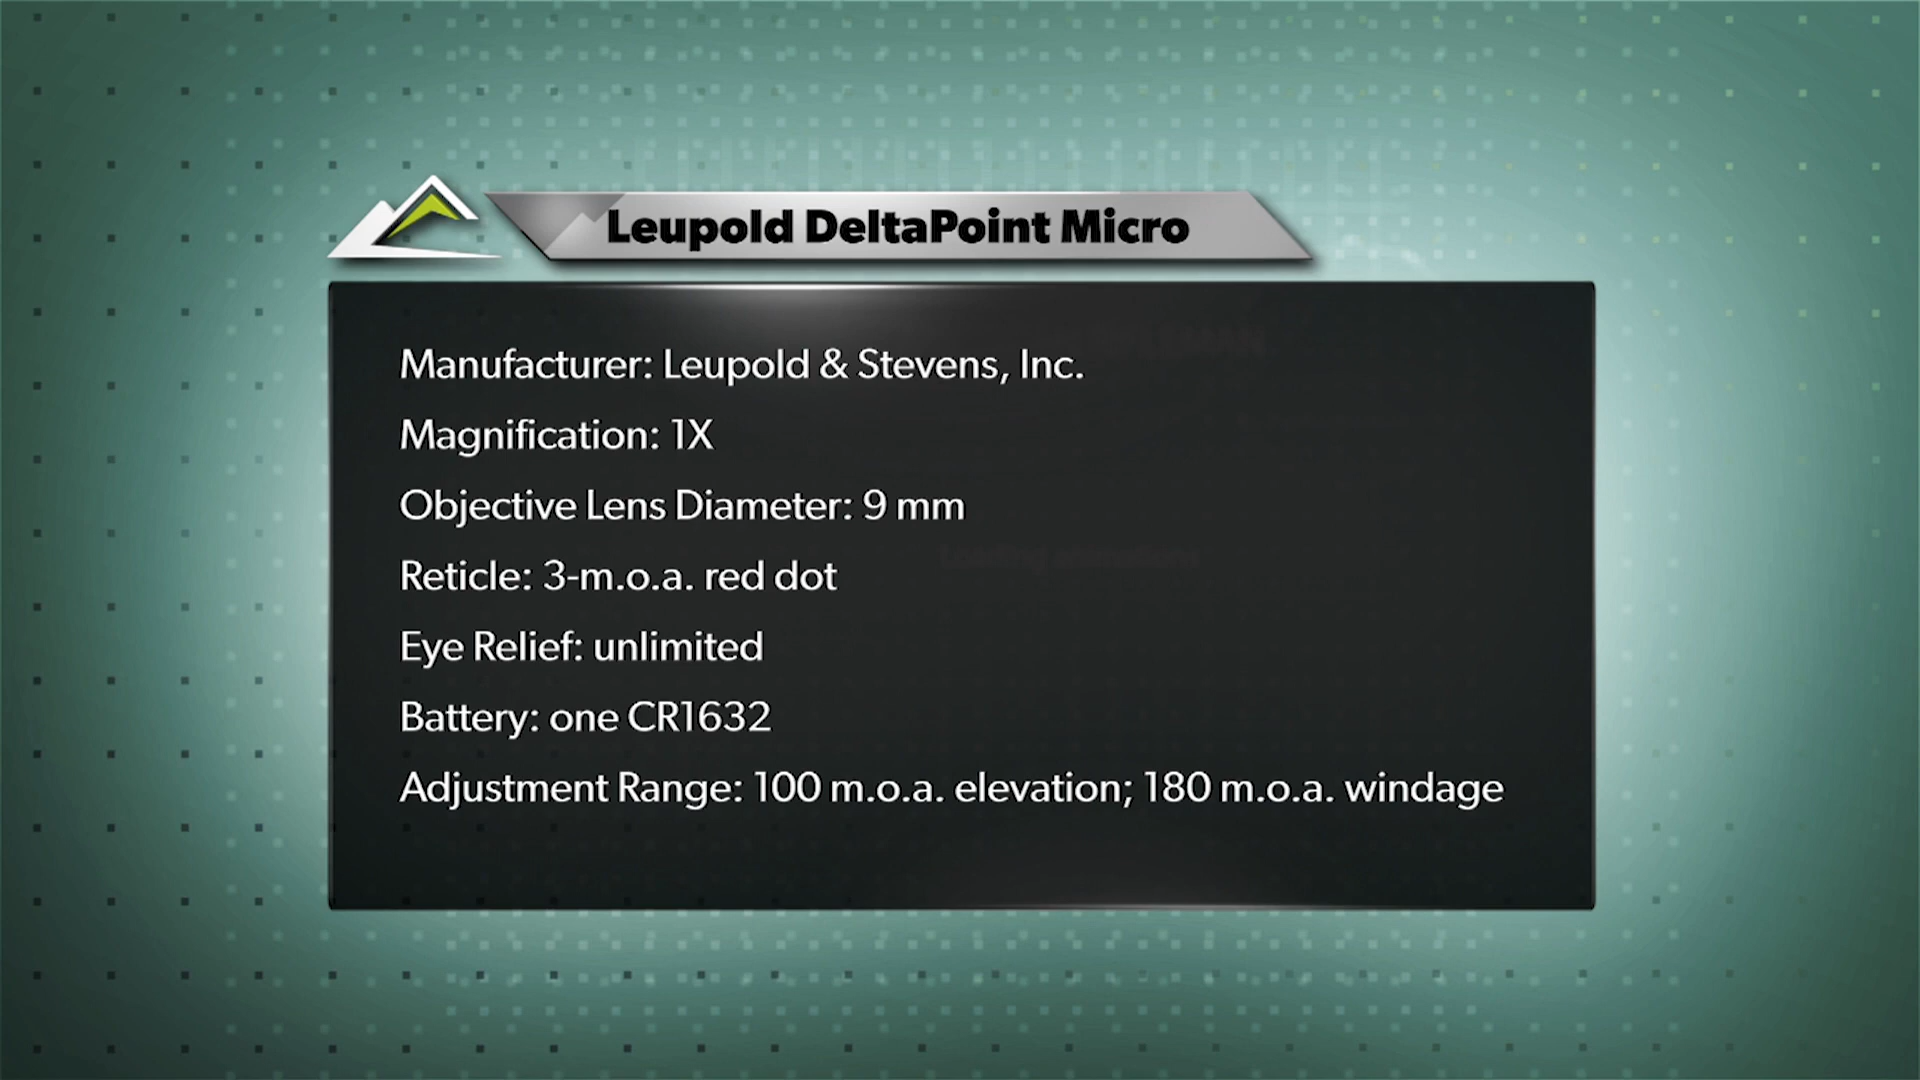 Leupold DeltaPoint Micro
Manufacturer: Leupold & Stevens, Inc.
Magnification: 1X
Objective Lens Diameter: 9 mm
Reticle: 3-m.o.a. red dot
Eye Relief: unlimited
Battery: one CR1632
Adjustment Range: 100 m.o.a. elevation; 180 m.o.a. windage